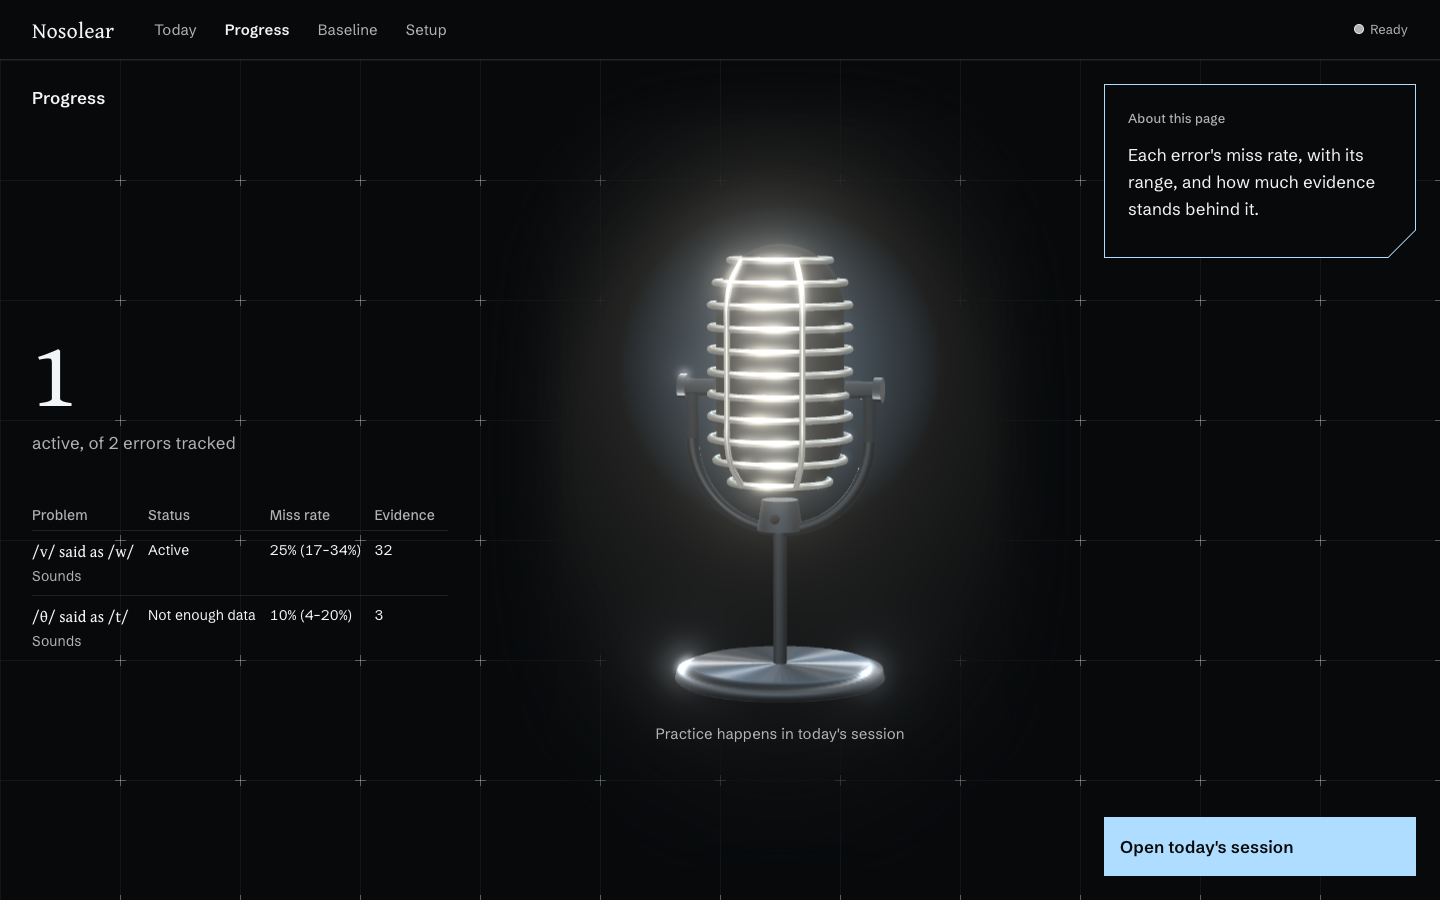 Nosolear
Today
Progress
Baseline
Setup
Ready
Progress
About this page
Each error's miss rate, with its
range, and how much evidence
stands behind it.
1
active, of 2 errors tracked
Problem Status Miss rate Evidence
/v/ said as /w/ Active 25% (17–34%) 32
Sounds
/θ/ said as /t/ Not enough data 10% (4–20%) 3
Sounds
Practice happens in today's session
Open today's session